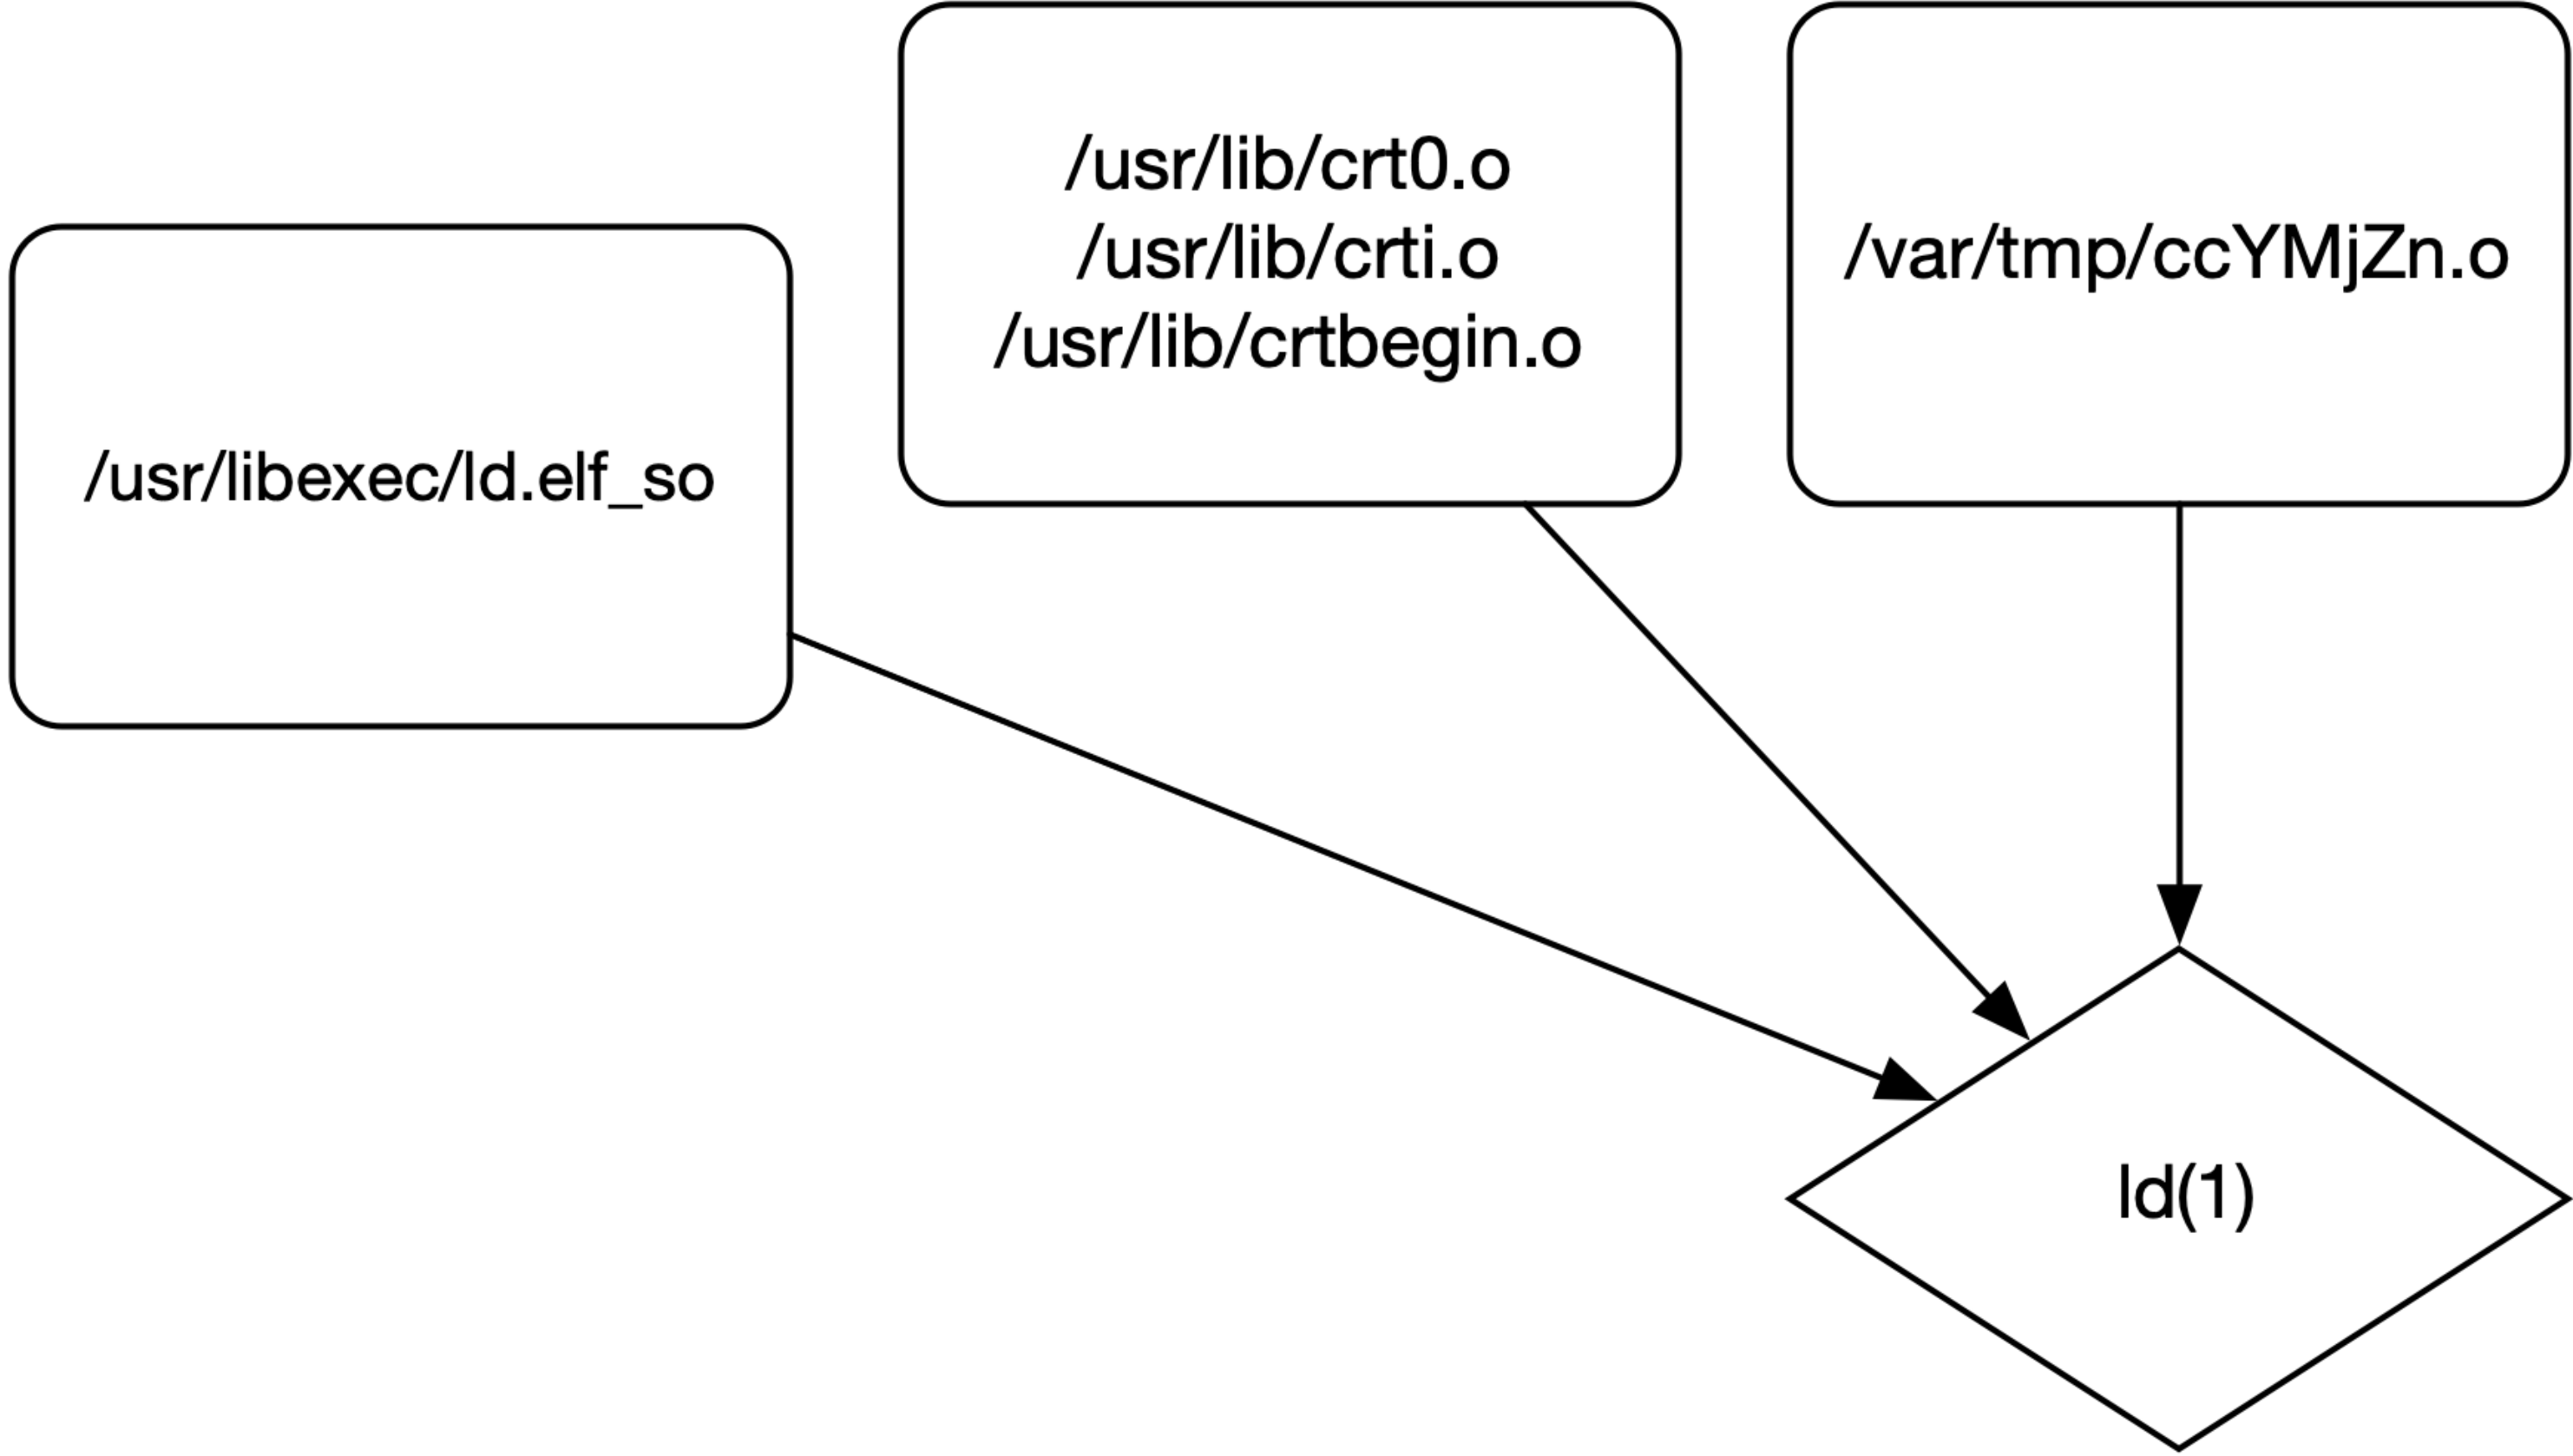 /usr/libexec/ld.elf_so
/usr/lib/crt0.o
/usr/lib/crti.o
/usr/lib/crtbegin.o
/var/tmp/ccYMjZn.o
ld(1)